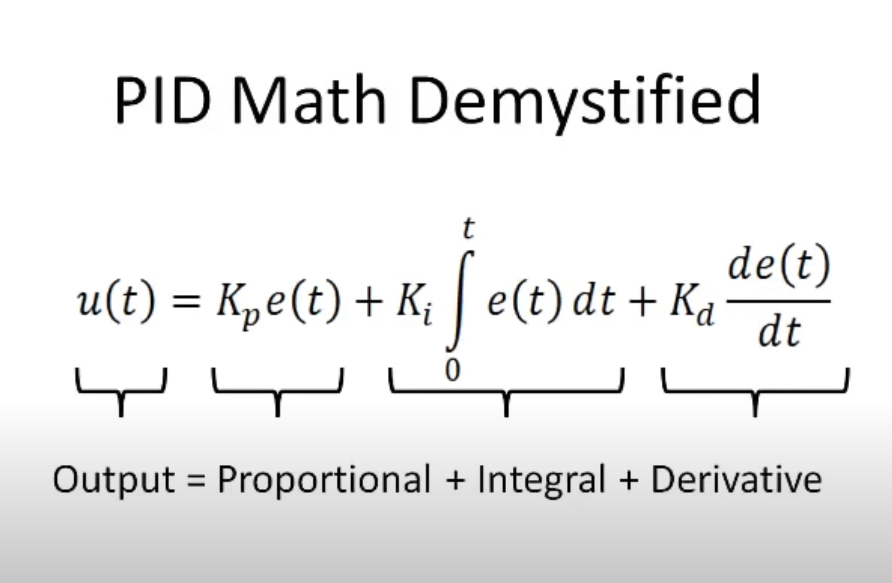 PID Math Demystified
u(t) = K_p e(t) + K_i ∫_0^t e(t) dt + K_d de(t)/dt
Output = Proportional + Integral + Derivative